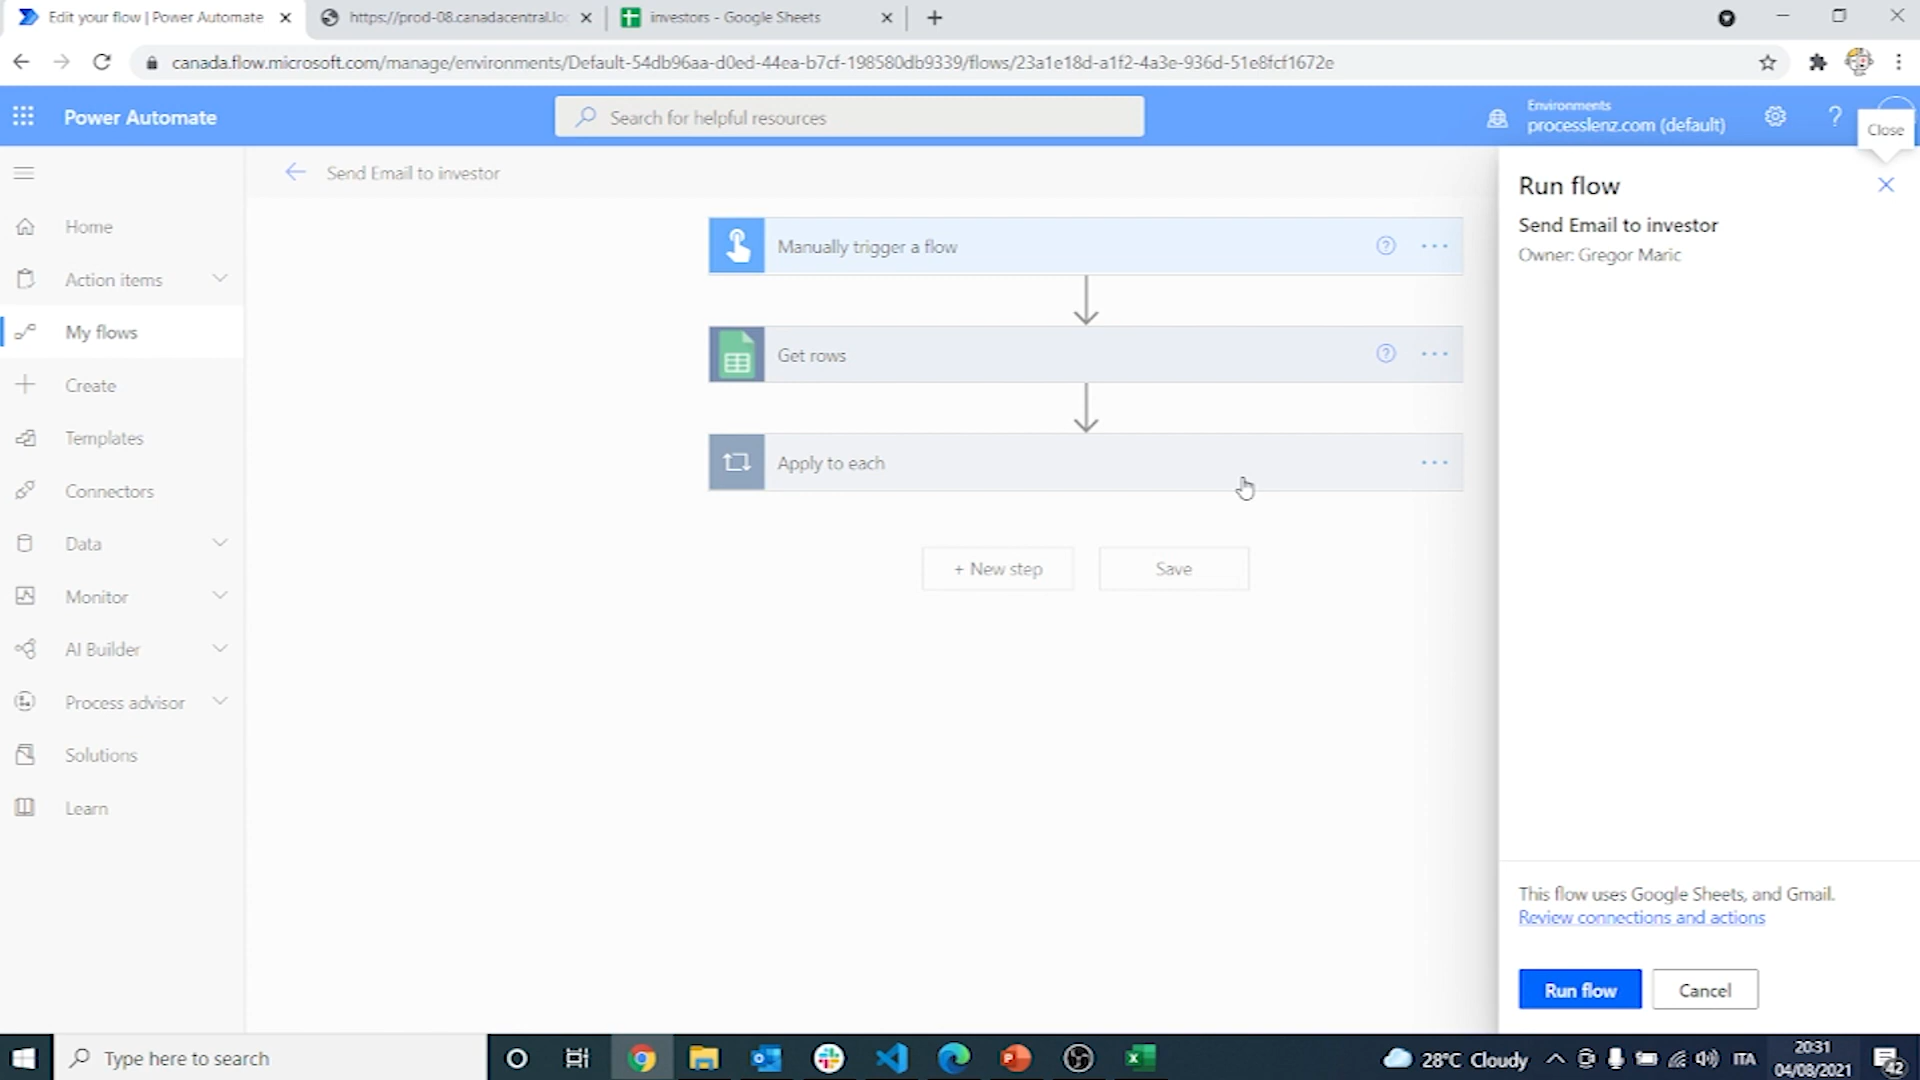 Edit your flow | Power Automate
https://prod-08.canadacentral.lo
investors - Google Sheets
canada.flow.microsoft.com/manage/environments/Default-54db96aa-d0ed-44ea-b7cf-198580db9339/flows/23a1e18d-a1f2-4a3e-936d-51e8fcf1672e
Power Automate
Search for helpful resources
Environments
processlenz.com (default)
?
Close
Send Email to investor
Home
Action items
My flows
Create
Templates
Connectors
Data
Monitor
AI Builder
Process advisor
Solutions
Learn
Manually trigger a flow
Get rows
Apply to each
+ New step
Save
Run flow
Send Email to investor
Owner: Gregor Maric
This flow uses Google Sheets, and Gmail.
Review connections and actions
Run flow
Cancel
Type here to search
28°C Cloudy
ITA
20:31
04/08/2021
42